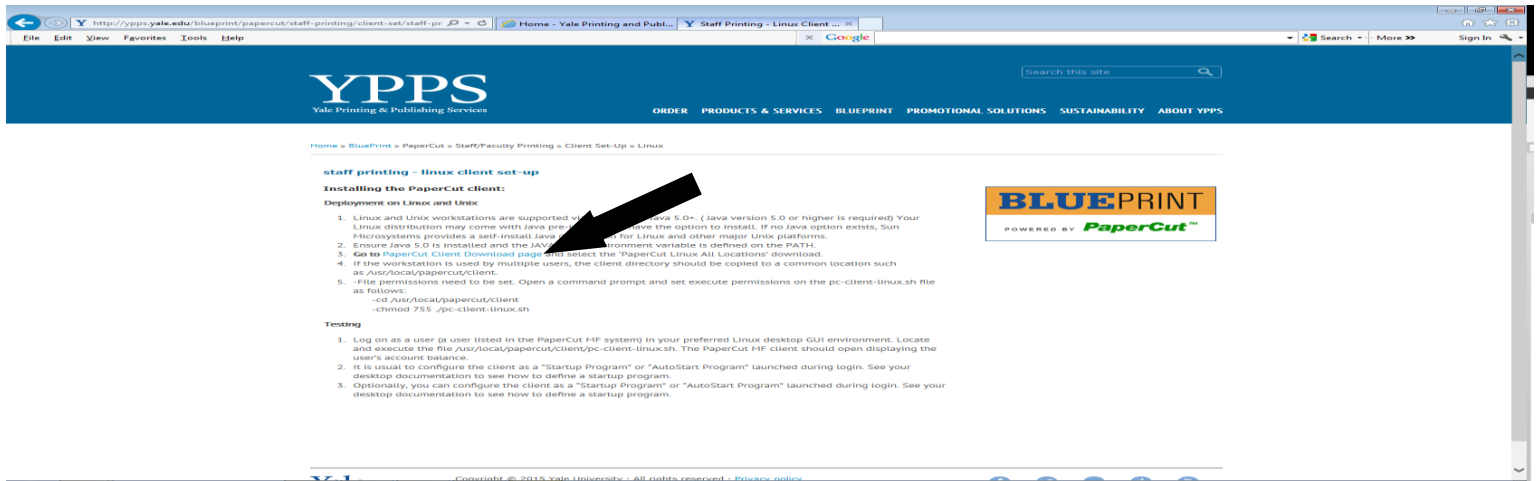 http://ypps.yale.edu/blueprint/papercut/staff-printing/client-set/staff-pr
Home - Yale Printing and Publ...
Staff Printing - Linux Client ...
File Edit View Favorites Tools Help
Google
Search
More
Sign In
YPPS
Yale Printing & Publishing Services
Search this site
ORDER PRODUCTS & SERVICES BLUEPRINT PROMOTIONAL SOLUTIONS SUSTAINABILITY ABOUT YPPS
Home » BluePrint » PaperCut » Staff/Faculty Printing » Client Set-Up » Linux
staff printing - linux client set-up
Installing the PaperCut client:
Deployment on Linux and Unix
1. Linux and Unix workstations are supported ava 5.0+. ( Java version 5.0 or higher is required) Your
Linux distribution may come with Java pre- have the option to install. If no Java option exists, Sun
Microsystems provides a self-install Java for Linux and other major Unix platforms.
2. Ensure Java 5.0 is installed and the JAV ironment variable is defined on the PATH.
3. Go to PaperCut Client Download page and select the 'PaperCut Linux All Locations' download.
4. If the workstation is used by multiple users, the client directory should be copied to a common location such
as /usr/local/papercut/client.
5. -File permissions need to be set. Open a command prompt and set execute permissions on the pc-client-linux.sh file
as follows:
-cd /usr/local/papercut/client
-chmod 755 ./pc-client-linux.sh
Testing
1. Log on as a user (a user listed in the PaperCut MF system) in your preferred Linux desktop GUI environment. Locate
and execute the file /usr/local/papercut/client/pc-client-linux.sh. The PaperCut MF client should open displaying the
user's account balance.
2. It is usual to configure the client as a "Startup Program" or "AutoStart Program" launched during login. See your
desktop documentation to see how to define a startup program.
3. Optionally, you can configure the client as a "Startup Program" or "AutoStart Program" launched during login. See your
desktop documentation to see how to define a startup program.
BLUEPRINT
POWERED BY PaperCut™
Yale
Copyright © 2015 Yale University · All rights reserved · Privacy policy